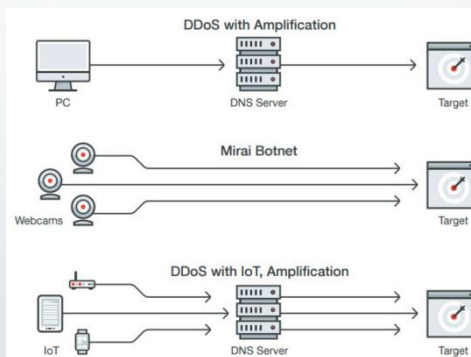 DDoS with Amplification
PC
DNS Server
Target
Mirai Botnet
Webcams
Target
DDoS with IoT, Amplification
IoT
DNS Server
Target